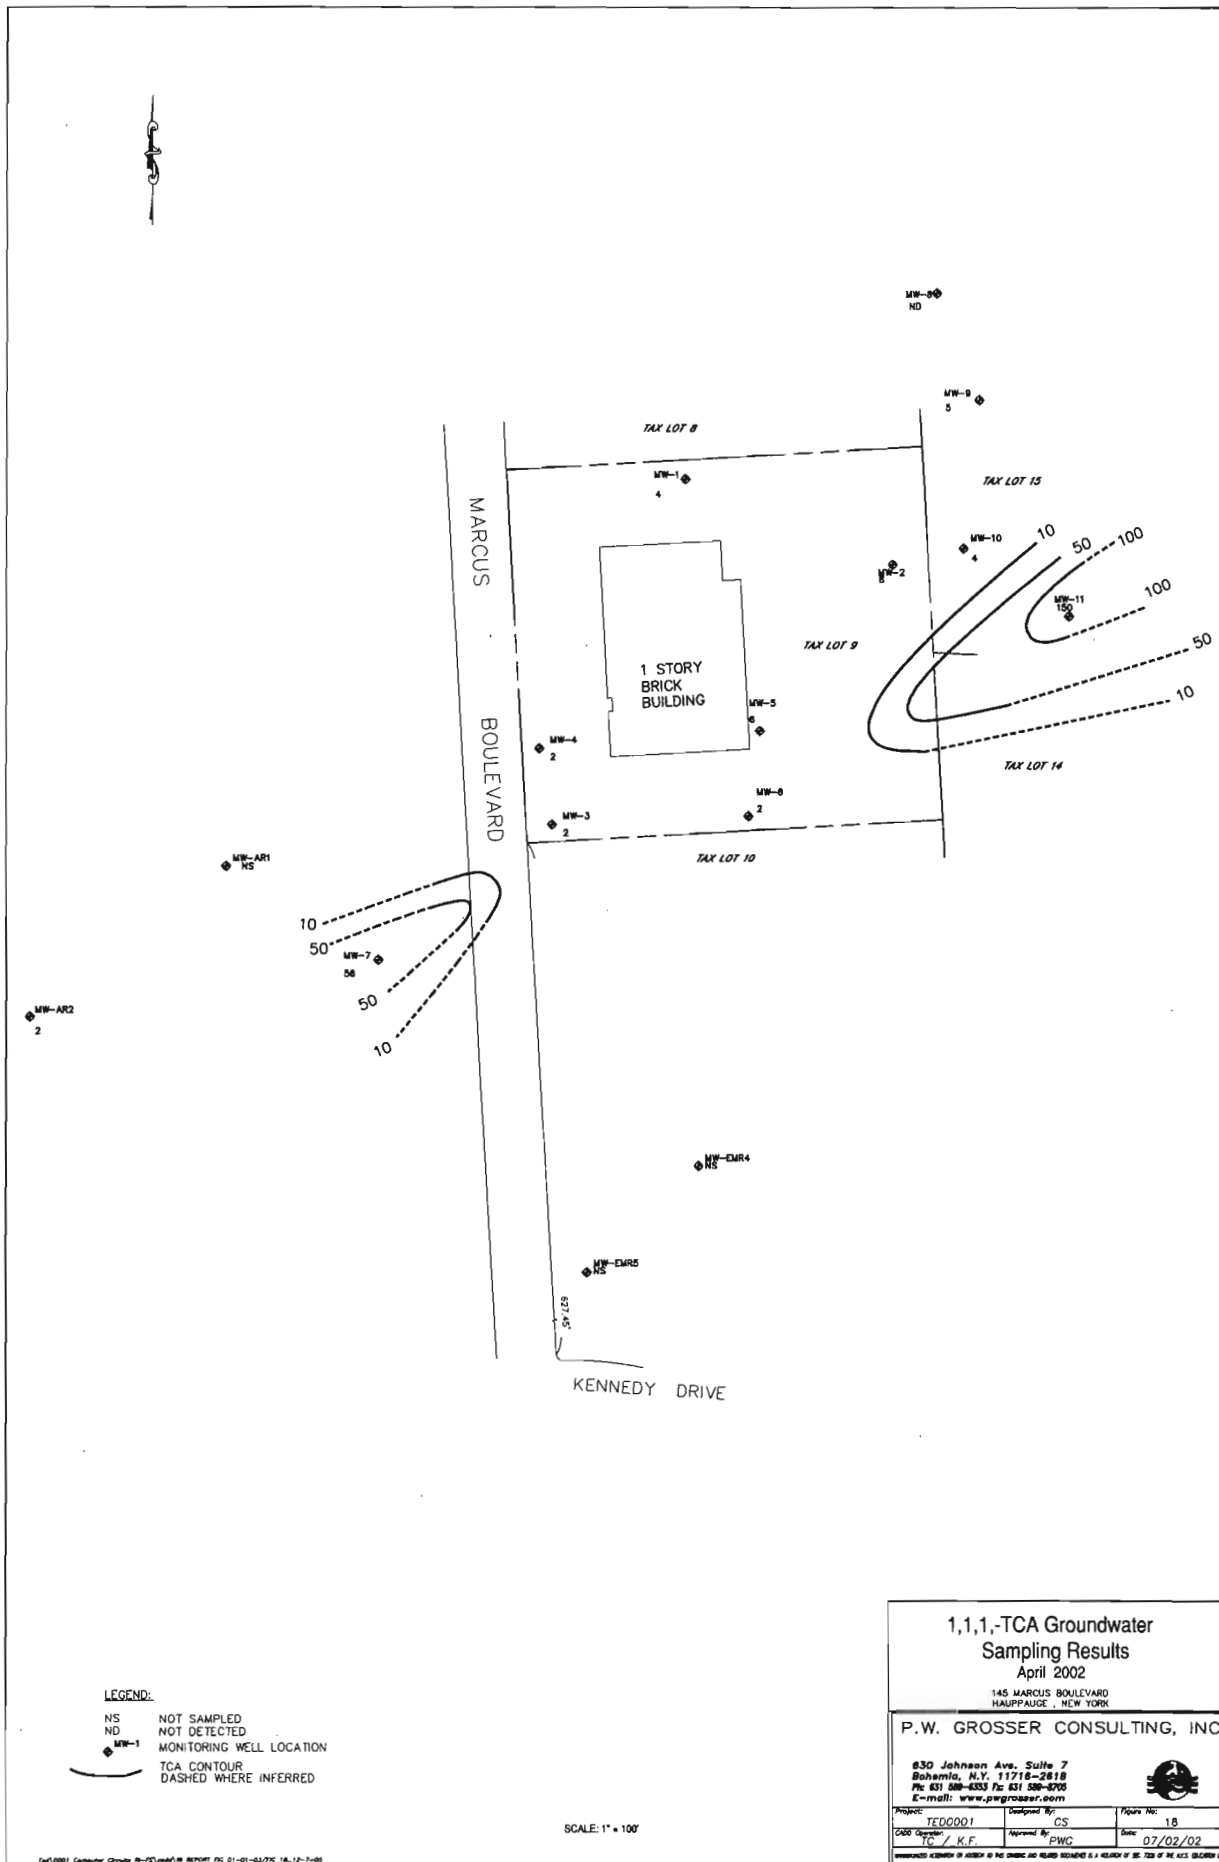 MW-8
ND
MW-9
5
TAX LOT 8
MW-1
4
TAX LOT 15
MARCUS BOULEVARD
10
50
100
MW-10
4
MW-2
MW-11
150
100
TAX LOT 9
50
1 STORY
BRICK
BUILDING
10
MW-5
6
MW-4
2
TAX LOT 14
MW-6
2
MW-3
2
TAX LOT 10
MW-AR1
NS
10
50
MW-7
56
50
10
MW-AR2
2
MW-EMR4
NS
MW-EMR5
NS
627.45'
KENNEDY DRIVE
LEGEND:
NS NOT SAMPLED
ND NOT DETECTED
MW-1 MONITORING WELL LOCATION
TCA CONTOUR
DASHED WHERE INFERRED
SCALE: 1" = 100'
1,1,1,-TCA Groundwater
Sampling Results
April 2002
145 MARCUS BOULEVARD
HAUPPAUGE , NEW YORK
P.W. GROSSER CONSULTING, INC
630 Johnson Ave. Suite 7
Bohemia, N.Y. 11716-2618
E-mail: www.pwgrosser.com
Project: TED0001
Designed By: CS
Figure No: 18
CADD Operator: TC / K.F.
Approved By: PWG
Date: 07/02/02